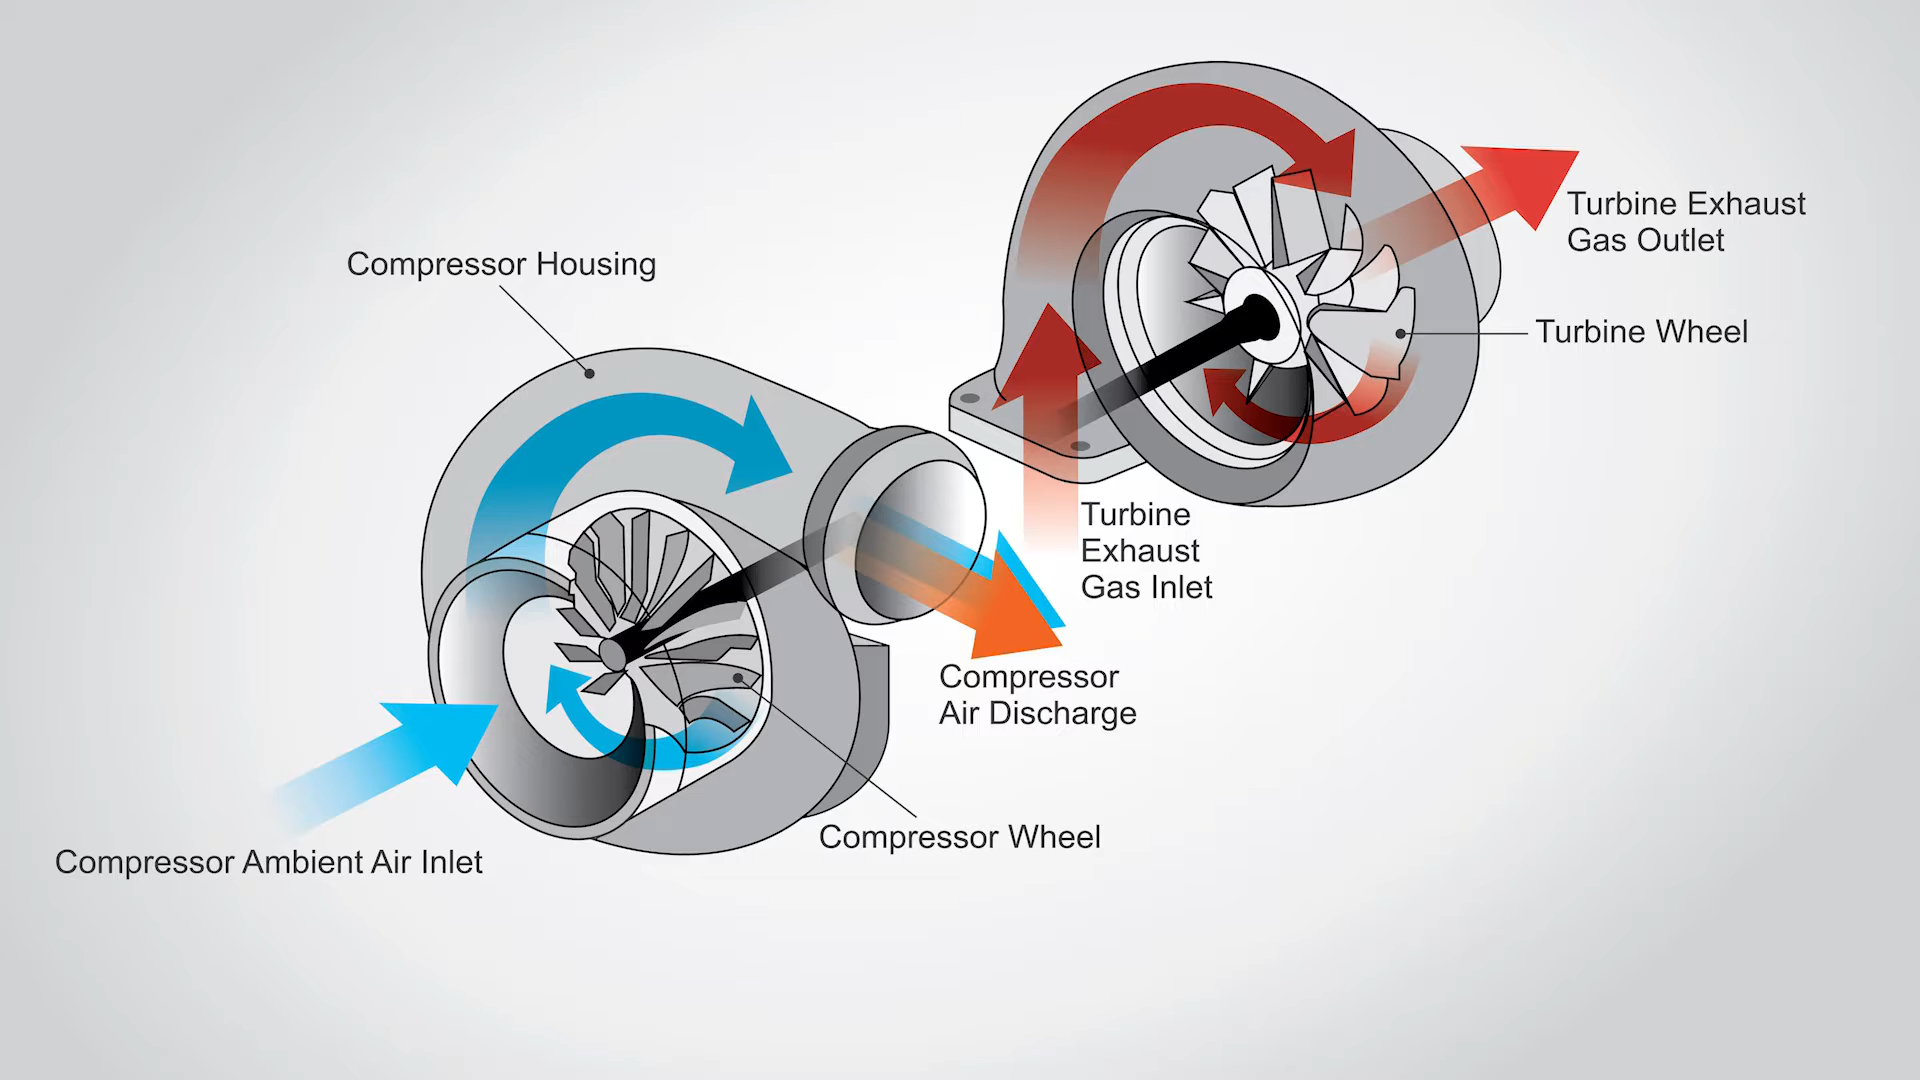 Turbine Exhaust
Gas Outlet
Compressor Housing
Turbine Wheel
Turbine
Exhaust
Gas Inlet
Compressor
Air Discharge
Compressor Wheel
Compressor Ambient Air Inlet